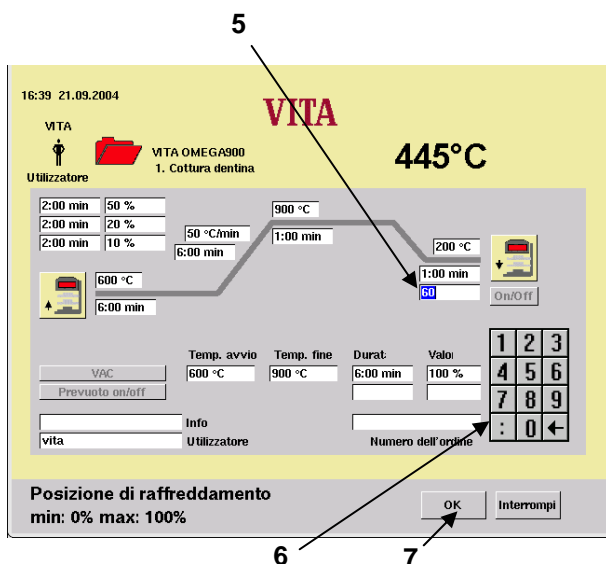 5
16:39 21.09.2004
VITA
VITA
Utilizzatore
VITA OMEGA900
1. Cottura dentina
445°C
2:00 min 50 %
2:00 min 20 %
2:00 min 10 %
50 °C/min
6:00 min
900 °C
1:00 min
200 °C
1:00 min
60
On/Off
600 °C
6:00 min
Temp. avvio Temp. fine Durat: Valoı
VAC 600 °C 900 °C 6:00 min 100 %
Prevuoto on/off
Info
vita Utilizzatore Numero dell'ordine
1 2 3
4 5 6
7 8 9
: 0 ←
Posizione di raffreddamento
min: 0% max: 100%
OK Interrompi
6 7